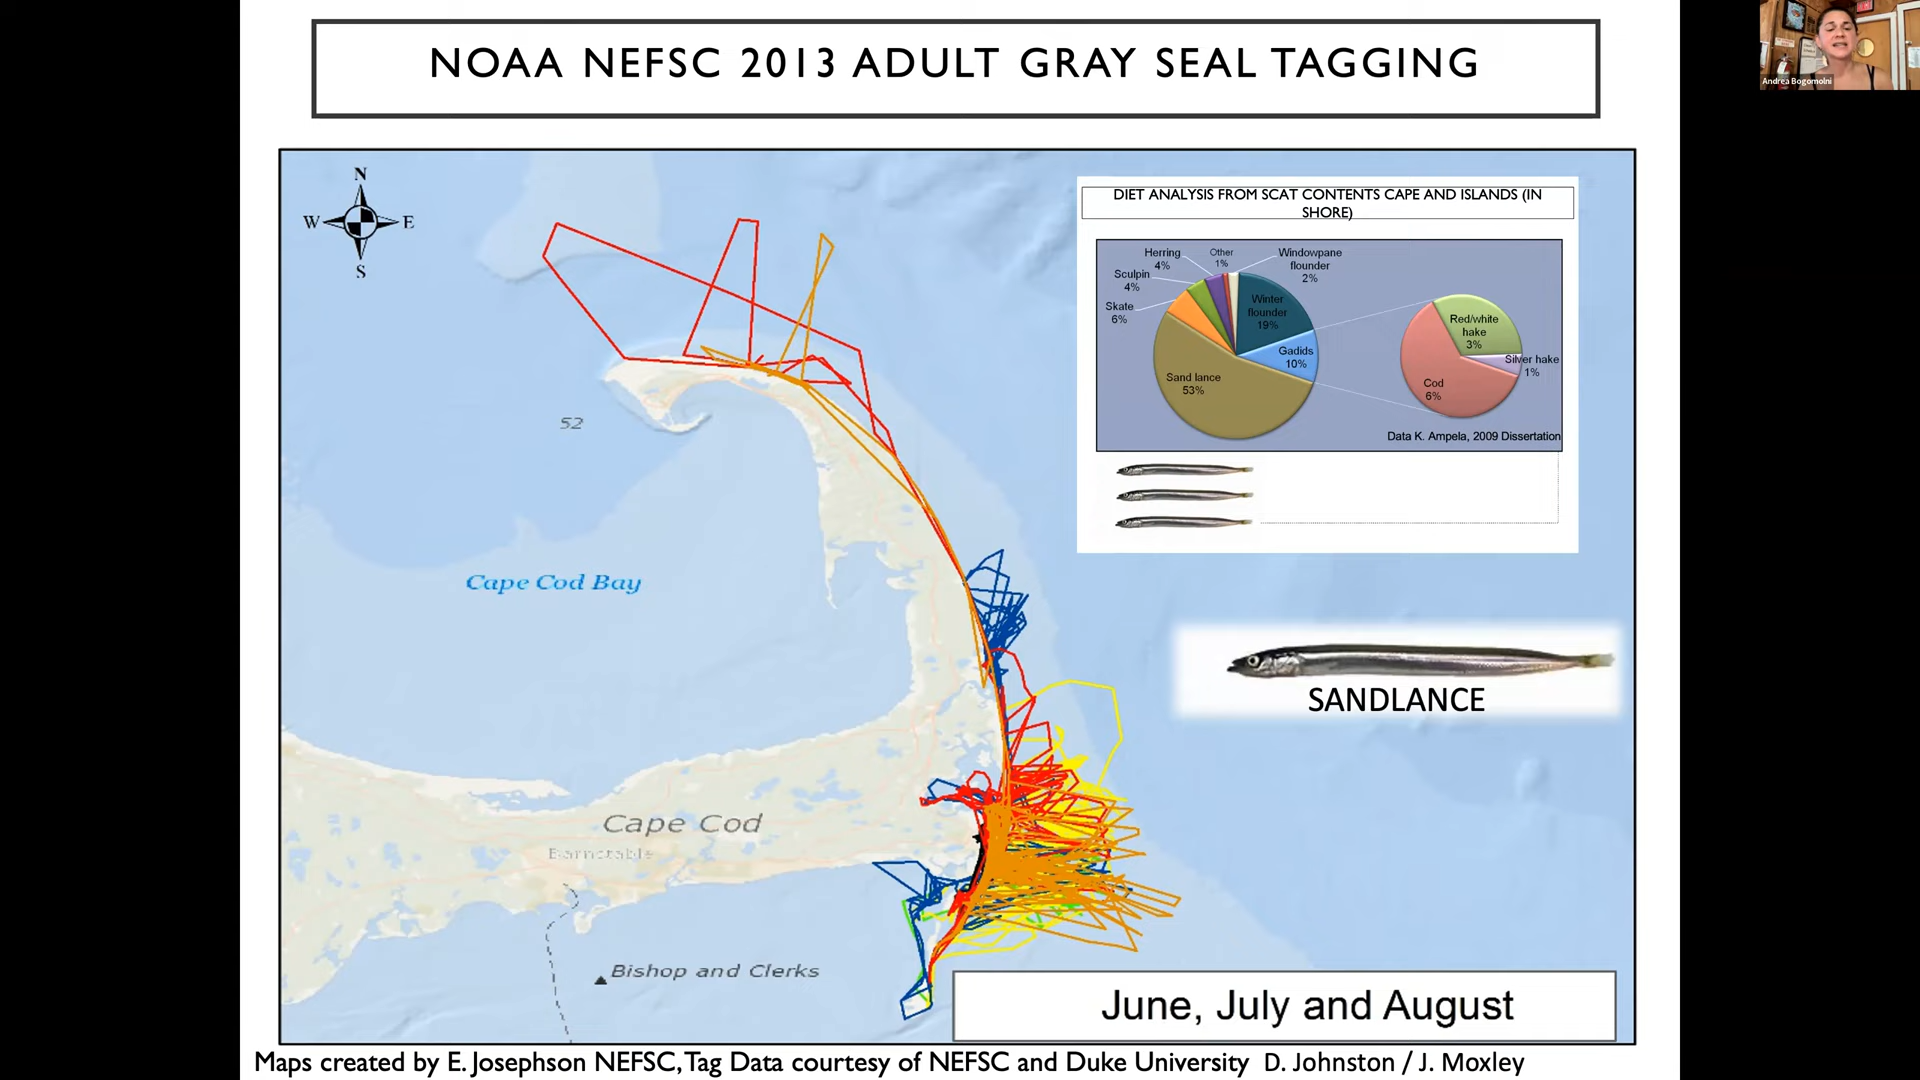 NOAA NEFSC 2013 ADULT GRAY SEAL TAGGING
Andrea Bogomolni
N
W E
S
DIET ANALYSIS FROM SCAT CONTENTS CAPE AND ISLANDS (IN
SHORE)
Herring
4%
Other
1%
Windowpane
flounder
2%
Sculpin
4%
Skate
6%
Winter
flounder
19%
Gadids
10%
Sand lance
53%
Red/white
hake
3%
Silver hake
1%
Cod
6%
Data K. Ampela, 2009 Dissertation
52
Cape Cod Bay
SANDLANCE
Cape Cod
Barnstable
Bishop and Clerks
June, July and August
Maps created by E. Josephson NEFSC, Tag Data courtesy of NEFSC and Duke University D. Johnston / J. Moxley